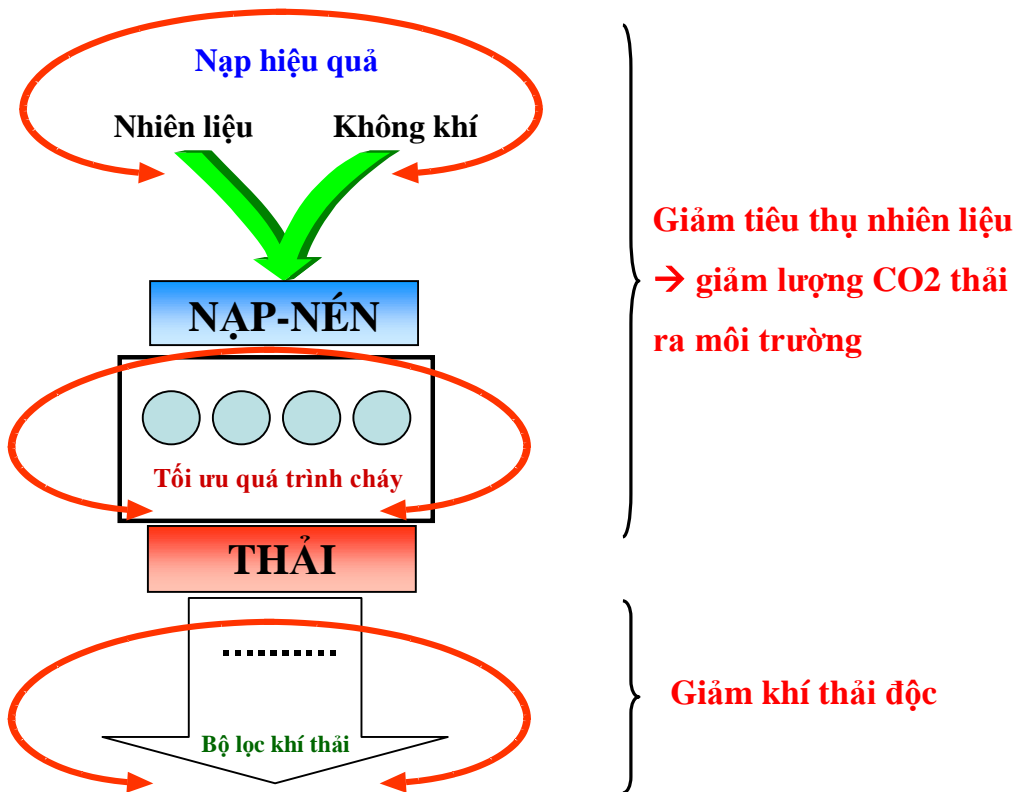 Nạp hiệu quả
Nhiên liệu
Không khí
NẠP-NÉN
Tối ưu quá trình cháy
THẢI
..........
Bộ lọc khí thải
Giảm tiêu thụ nhiên liệu
→ giảm lượng CO2 thải
ra môi trường
Giảm khí thải độc